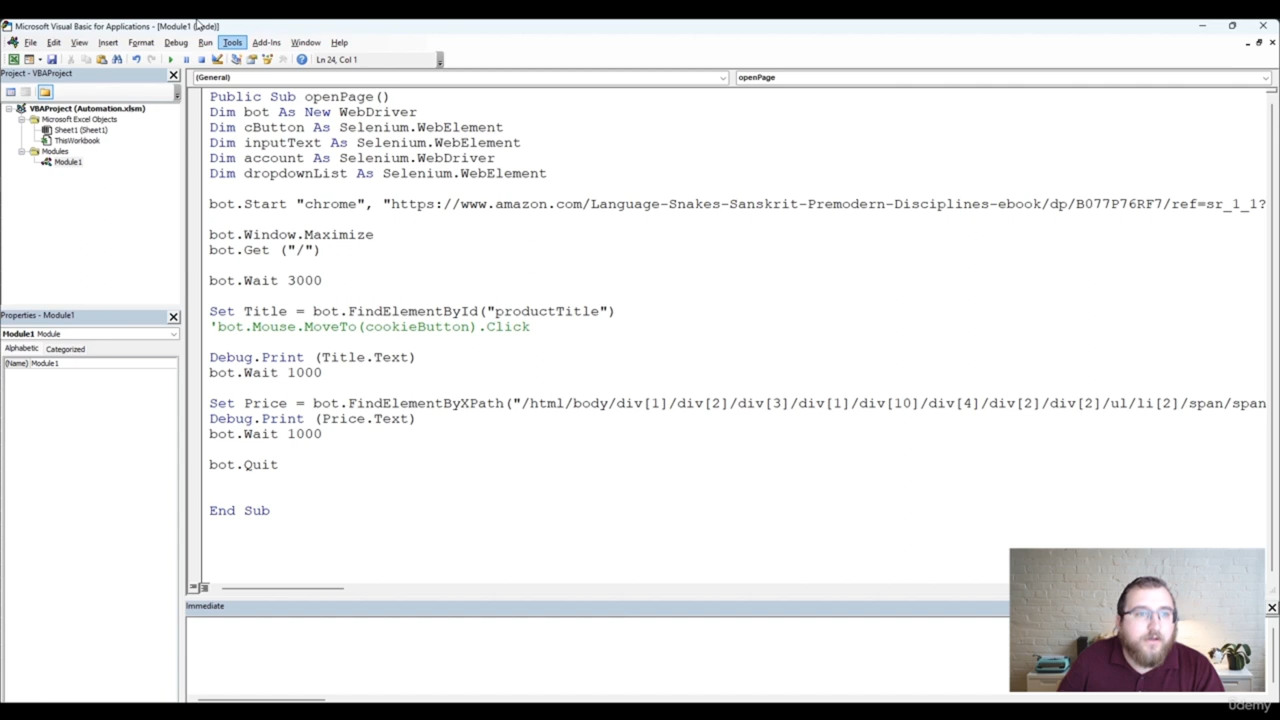 Microsoft Visual Basic for Applications - [Module1 (Code)]
File Edit View Insert Format Debug Run Tools Add-Ins Window Help
Ln 24, Col 1
Project - VBAProject
(General)
openPage
VBAProject (Automation.xlsm)
Microsoft Excel Objects
Sheet1 (Sheet1)
ThisWorkbook
Modules
Module1
Public Sub openPage()
Dim bot As New WebDriver
Dim cButton As Selenium.WebElement
Dim inputText As Selenium.WebElement
Dim account As Selenium.WebDriver
Dim dropdownList As Selenium.WebElement
bot.Start "chrome", "https://www.amazon.com/Language-Snakes-Sanskrit-Premodern-Disciplines-ebook/dp/B077P76RF7/ref=sr_1_1?
bot.Window.Maximize
bot.Get ("/")
bot.Wait 3000
Set Title = bot.FindElementById("productTitle")
'bot.Mouse.MoveTo(cookieButton).Click
Debug.Print (Title.Text)
bot.Wait 1000
Set Price = bot.FindElementByXPath("/html/body/div[1]/div[2]/div[3]/div[1]/div[10]/div[4]/div[2]/div[2]/ul/li[2]/span/span
Debug.Print (Price.Text)
bot.Wait 1000
bot.Quit
End Sub
Properties - Module1
Module1 Module
Alphabetic Categorized
(Name) Module1
Immediate
Udemy